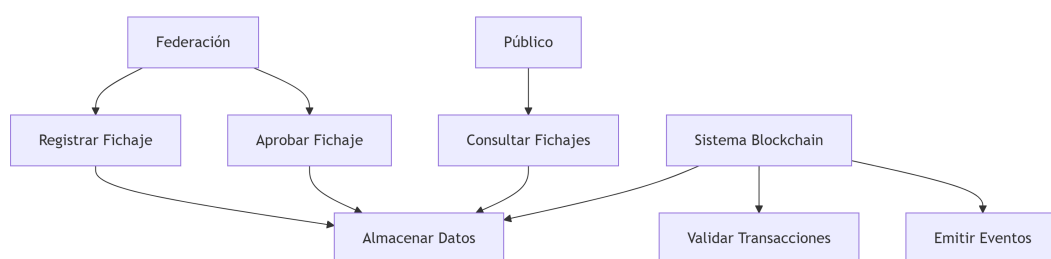 Federación
Público
Registrar Fichaje
Aprobar Fichaje
Consultar Fichajes
Sistema Blockchain
Almacenar Datos
Validar Transacciones
Emitir Eventos